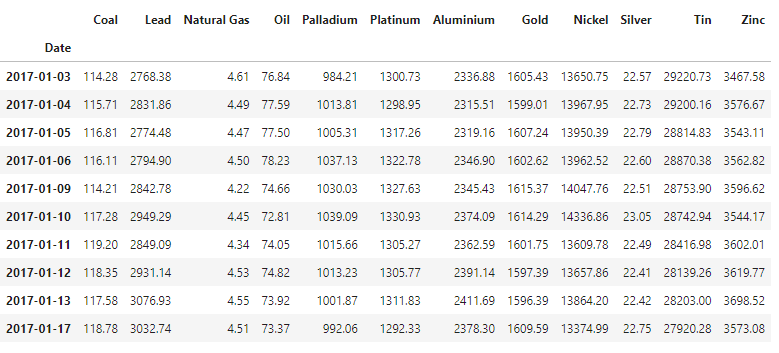 Coal Lead Natural Gas Oil Palladium Platinum Aluminium Gold Nickel Silver Tin Zinc
Date
2017-01-03 114.28 2768.38 4.61 76.84 984.21 1300.73 2336.88 1605.43 13650.75 22.57 29220.73 3467.58
2017-01-04 115.71 2831.86 4.49 77.59 1013.81 1298.95 2315.51 1599.01 13967.95 22.73 29200.16 3576.67
2017-01-05 116.81 2774.48 4.47 77.50 1005.31 1317.26 2319.16 1607.24 13950.39 22.79 28814.83 3543.11
2017-01-06 116.11 2794.90 4.50 78.23 1037.13 1322.78 2346.90 1602.62 13962.52 22.60 28870.38 3562.82
2017-01-09 114.21 2842.78 4.22 74.66 1030.03 1327.63 2345.43 1615.37 14047.76 22.51 28753.90 3596.62
2017-01-10 117.28 2949.29 4.45 72.81 1039.09 1330.93 2374.09 1614.29 14336.86 23.05 28742.94 3544.17
2017-01-11 119.20 2849.09 4.34 74.05 1015.66 1305.27 2362.59 1601.75 13609.78 22.49 28416.98 3602.01
2017-01-12 118.35 2931.14 4.53 74.82 1013.23 1305.77 2391.14 1597.39 13657.86 22.41 28139.26 3619.77
2017-01-13 117.58 3076.93 4.55 73.92 1001.87 1311.83 2411.69 1596.39 13864.20 22.42 28203.00 3698.52
2017-01-17 118.78 3032.74 4.51 73.37 992.06 1292.33 2378.30 1609.59 13374.99 22.75 27920.28 3573.08